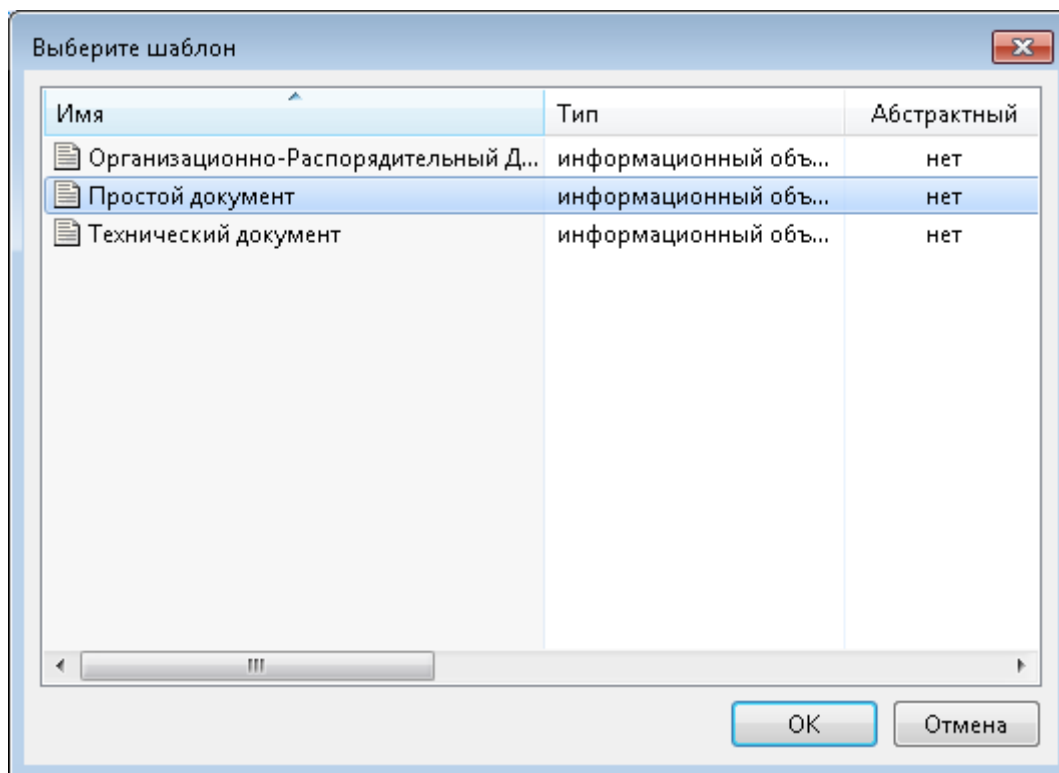 Выберите шаблон
Имя Тип Абстрактный
Организационно-Распорядительный Д... информационный объ... нет
Простой документ информационный объ... нет
Технический документ информационный объ... нет
OK Отмена